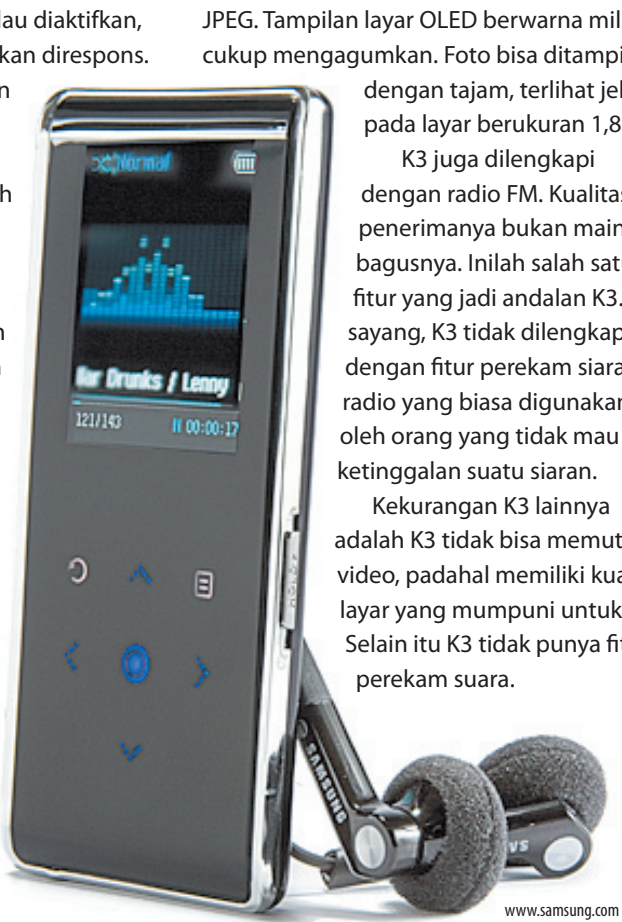 lau diaktifkan,
kan direspons.
n
h
n
JPEG. Tampilan layar OLED berwarna mil
cukup mengagumkan. Foto bisa ditampi
dengan tajam, terlihat jel
pada layar berukuran 1,8
K3 juga dilengkapi
dengan radio FM. Kualitas
penerimanya bukan main
bagusnya. Inilah salah satu
fitur yang jadi andalan K3.
sayang, K3 tidak dilengkap
dengan fitur perekam siara
radio yang biasa digunakan
oleh orang yang tidak mau
ketinggalan suatu siaran.
Kekurangan K3 lainnya
adalah K3 tidak bisa memut
video, padahal memiliki kua
layar yang mumpuni untuk
Selain itu K3 tidak punya fit
perekam suara.
Normal
Bar Drunks / Lenny
121/143 00:00:17
SAMSUNG
www.samsung.com